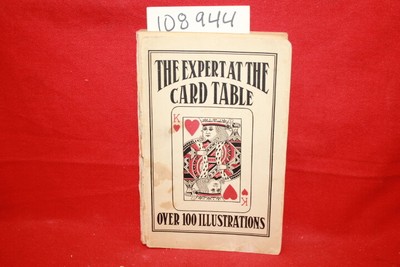 108944
THE EXPERT AT THE
CARD TABLE
K
K
OVER 100 ILLUSTRATIONS